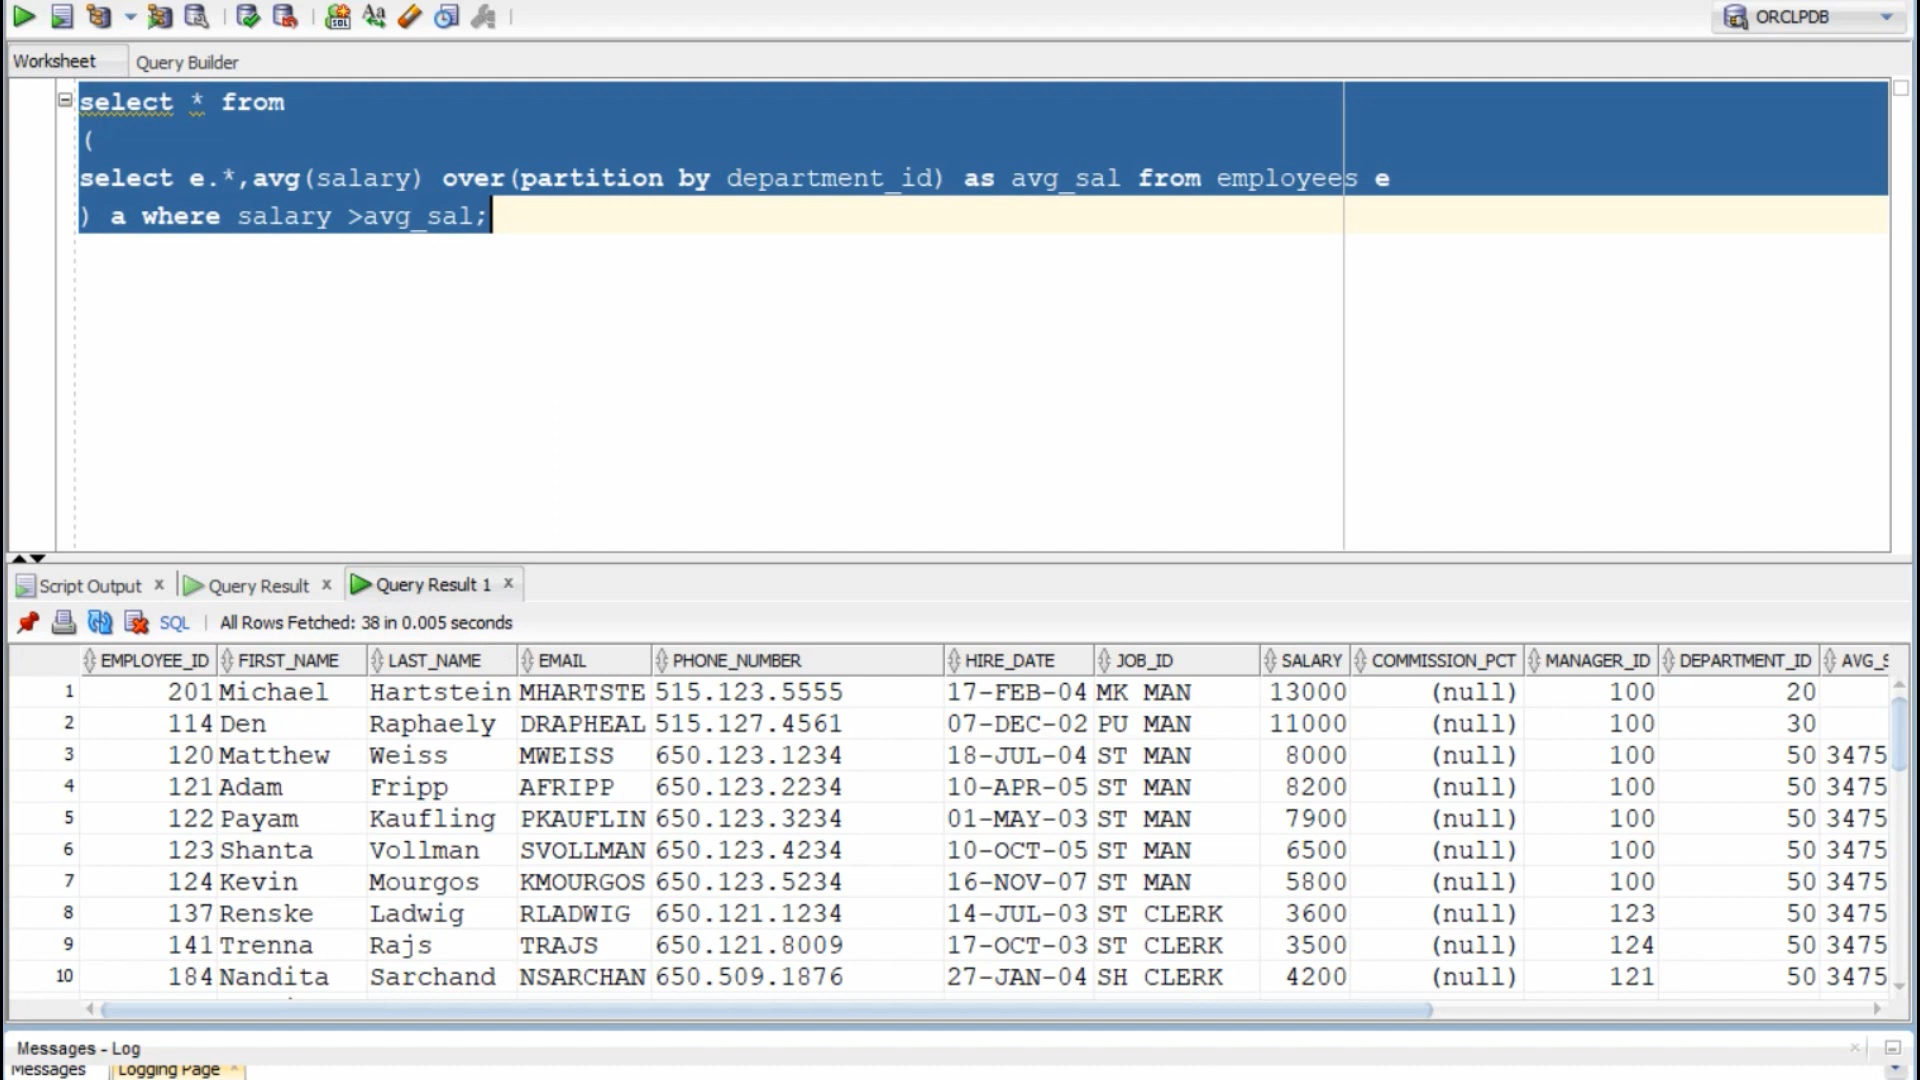 ORCLPDB
Worksheet Query Builder
select * from
(
select e.*,avg(salary) over(partition by department_id) as avg_sal from employees e
) a where salary >avg_sal;
Script Output x Query Result x Query Result 1 x
SQL | All Rows Fetched: 38 in 0.005 seconds
EMPLOYEE_ID FIRST_NAME LAST_NAME EMAIL PHONE_NUMBER HIRE_DATE JOB_ID SALARY COMMISSION_PCT MANAGER_ID DEPARTMENT_ID AVG_S
1 201 Michael Hartstein MHARTSTE 515.123.5555 17-FEB-04 MK MAN 13000 (null) 100 20
2 114 Den Raphaely DRAPHEAL 515.127.4561 07-DEC-02 PU MAN 11000 (null) 100 30
3 120 Matthew Weiss MWEISS 650.123.1234 18-JUL-04 ST MAN 8000 (null) 100 50 3475
4 121 Adam Fripp AFRIPP 650.123.2234 10-APR-05 ST MAN 8200 (null) 100 50 3475
5 122 Payam Kaufling PKAUFLIN 650.123.3234 01-MAY-03 ST MAN 7900 (null) 100 50 3475
6 123 Shanta Vollman SVOLLMAN 650.123.4234 10-OCT-05 ST MAN 6500 (null) 100 50 3475
7 124 Kevin Mourgos KMOURGOS 650.123.5234 16-NOV-07 ST MAN 5800 (null) 100 50 3475
8 137 Renske Ladwig RLADWIG 650.121.1234 14-JUL-03 ST CLERK 3600 (null) 123 50 3475
9 141 Trenna Rajs TRAJS 650.121.8009 17-OCT-03 ST CLERK 3500 (null) 124 50 3475
10 184 Nandita Sarchand NSARCHAN 650.509.1876 27-JAN-04 SH CLERK 4200 (null) 121 50 3475
Messages - Log
Messages Logging Page